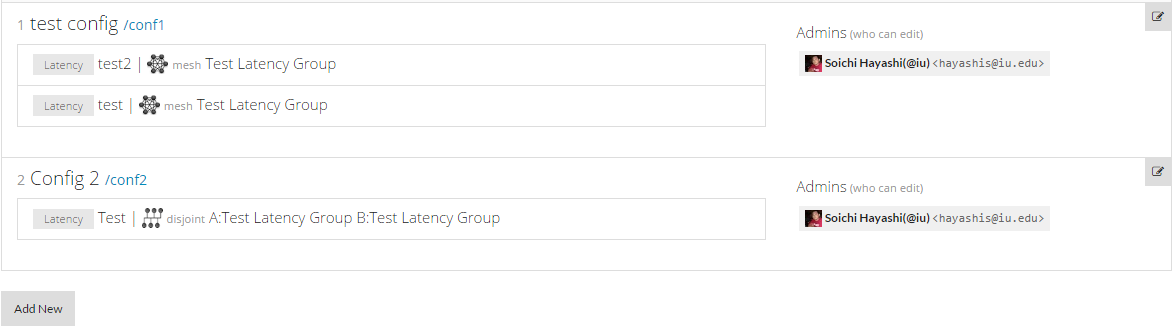 1 test config /conf1
Admins (who can edit)
Latency test2 | mesh Test Latency Group
Soichi Hayashi(@iu) <hayashis@iu.edu>
Latency test | mesh Test Latency Group
2 Config 2 /conf2
Admins (who can edit)
Latency Test | disjoint A:Test Latency Group B:Test Latency Group
Soichi Hayashi(@iu) <hayashis@iu.edu>
Add New